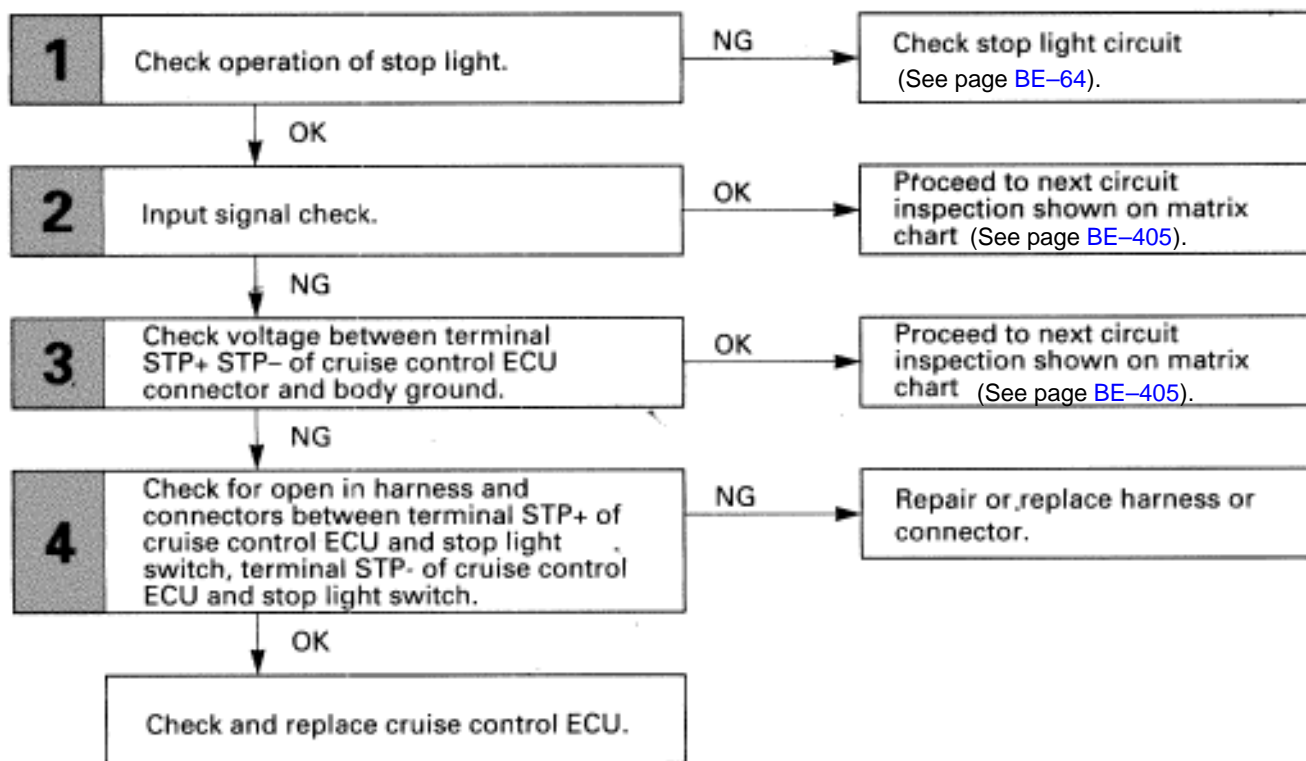 1
Check operation of stop light.
NG
Check stop light circuit
(See page BE–64).
OK
2
Input signal check.
OK
Proceed to next circuit
inspection shown on matrix
chart (See page BE–405).
NG
3
Check voltage between terminal
STP+ STP– of cruise control ECU
connector and body ground.
OK
Proceed to next circuit
inspection shown on matrix
chart (See page BE–405).
NG
4
Check for open in harness and
connectors between terminal STP+ of
cruise control ECU and stop light
switch, terminal STP- of cruise control
ECU and stop light switch.
NG
Repair or replace harness or
connector.
OK
Check and replace cruise control ECU.